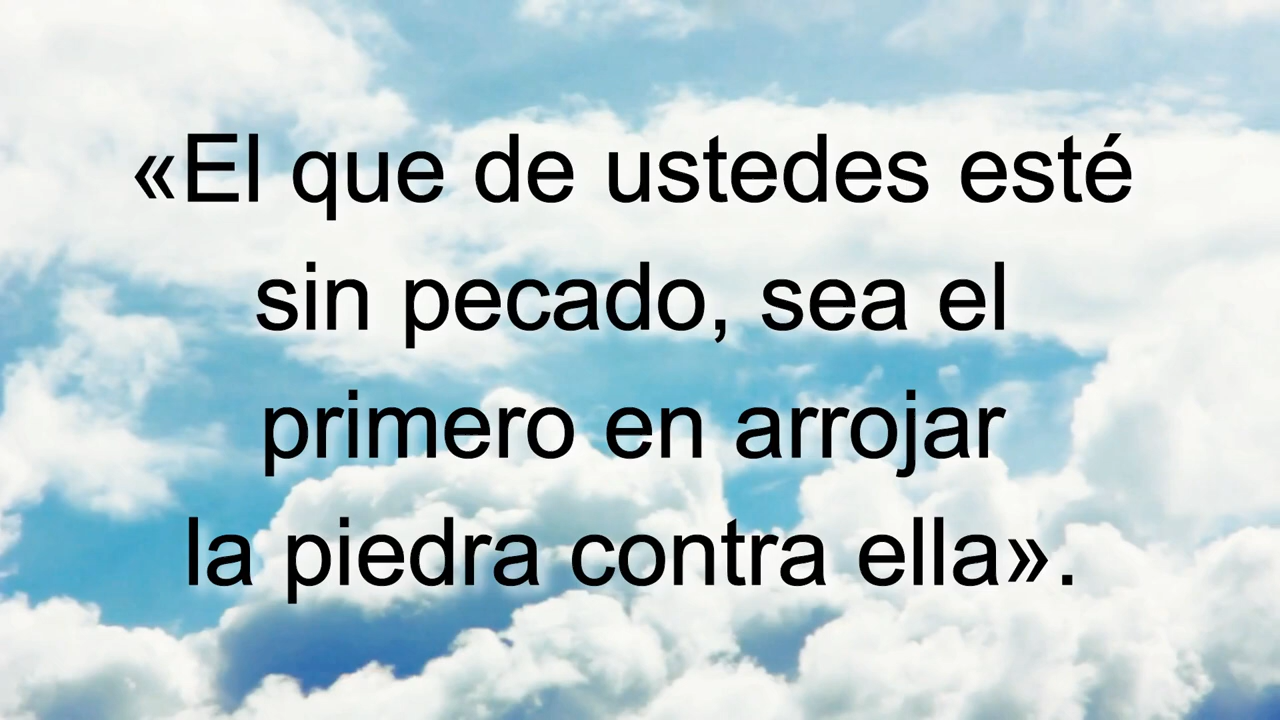 «El que de ustedes esté
sin pecado, sea el
primero en arrojar
la piedra contra ella».